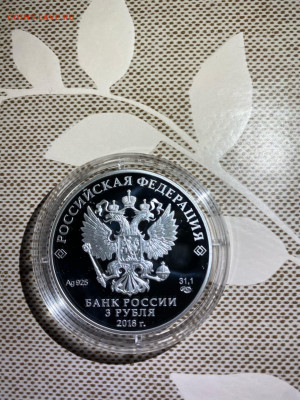 РОССИЙСКАЯ ФЕДЕРАЦИЯ
Ag 925
31,1
БАНК РОССИИ
3 РУБЛЯ
2018 г.